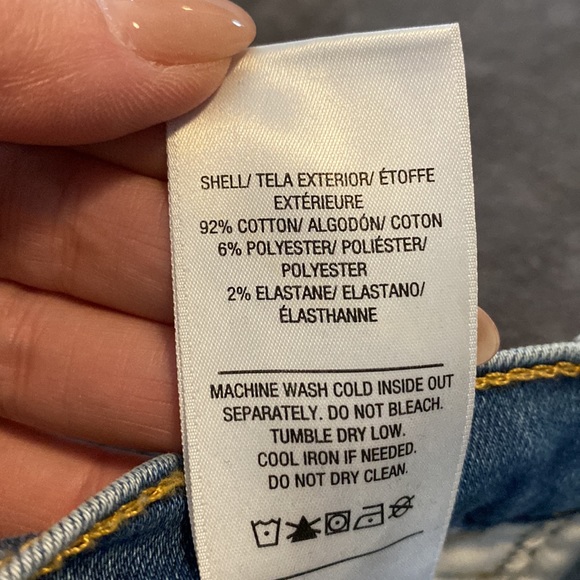 SHELL/ TELA EXTERIOR/ ÉTOFFE
EXTÉRIEURE
92% COTTON/ ALGODÓN/ COTON
6% POLYESTER/ POLIÉSTER/
POLYESTER
2% ELASTANE/ ELASTANO/
ÉLASTHANNE
MACHINE WASH COLD INSIDE OUT
SEPARATELY. DO NOT BLEACH.
TUMBLE DRY LOW.
COOL IRON IF NEEDED.
DO NOT DRY CLEAN.